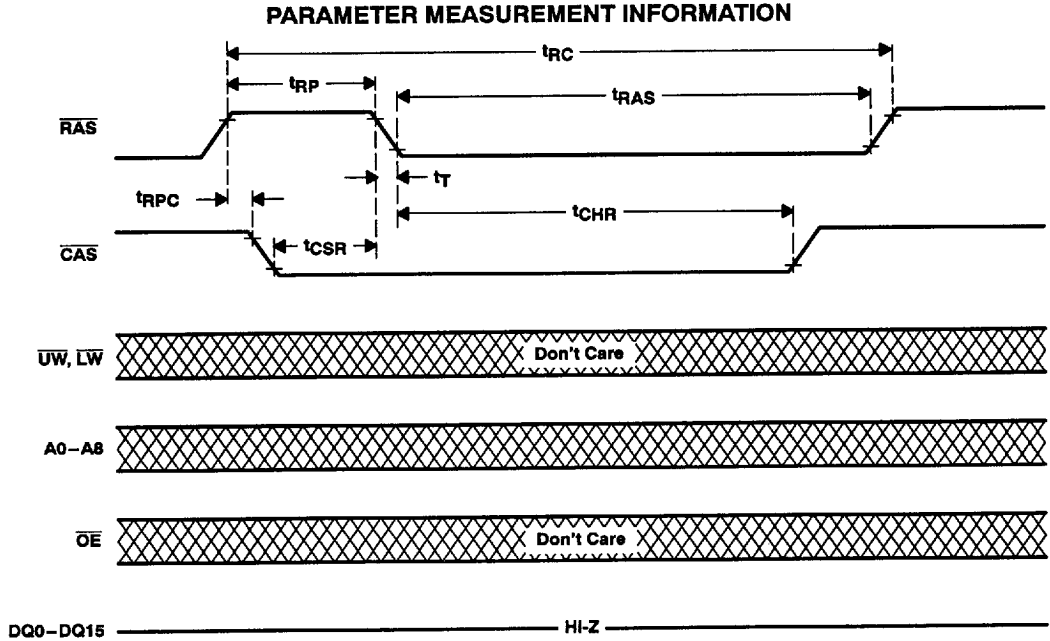 PARAMETER MEASUREMENT INFORMATION
tRC
tRP
tRAS
RAS
tT
tRPC
tCHR
CAS
tCSR
UW, LW
Don't Care
A0–A8
OE
Don't Care
DQ0–DQ15
HI-Z